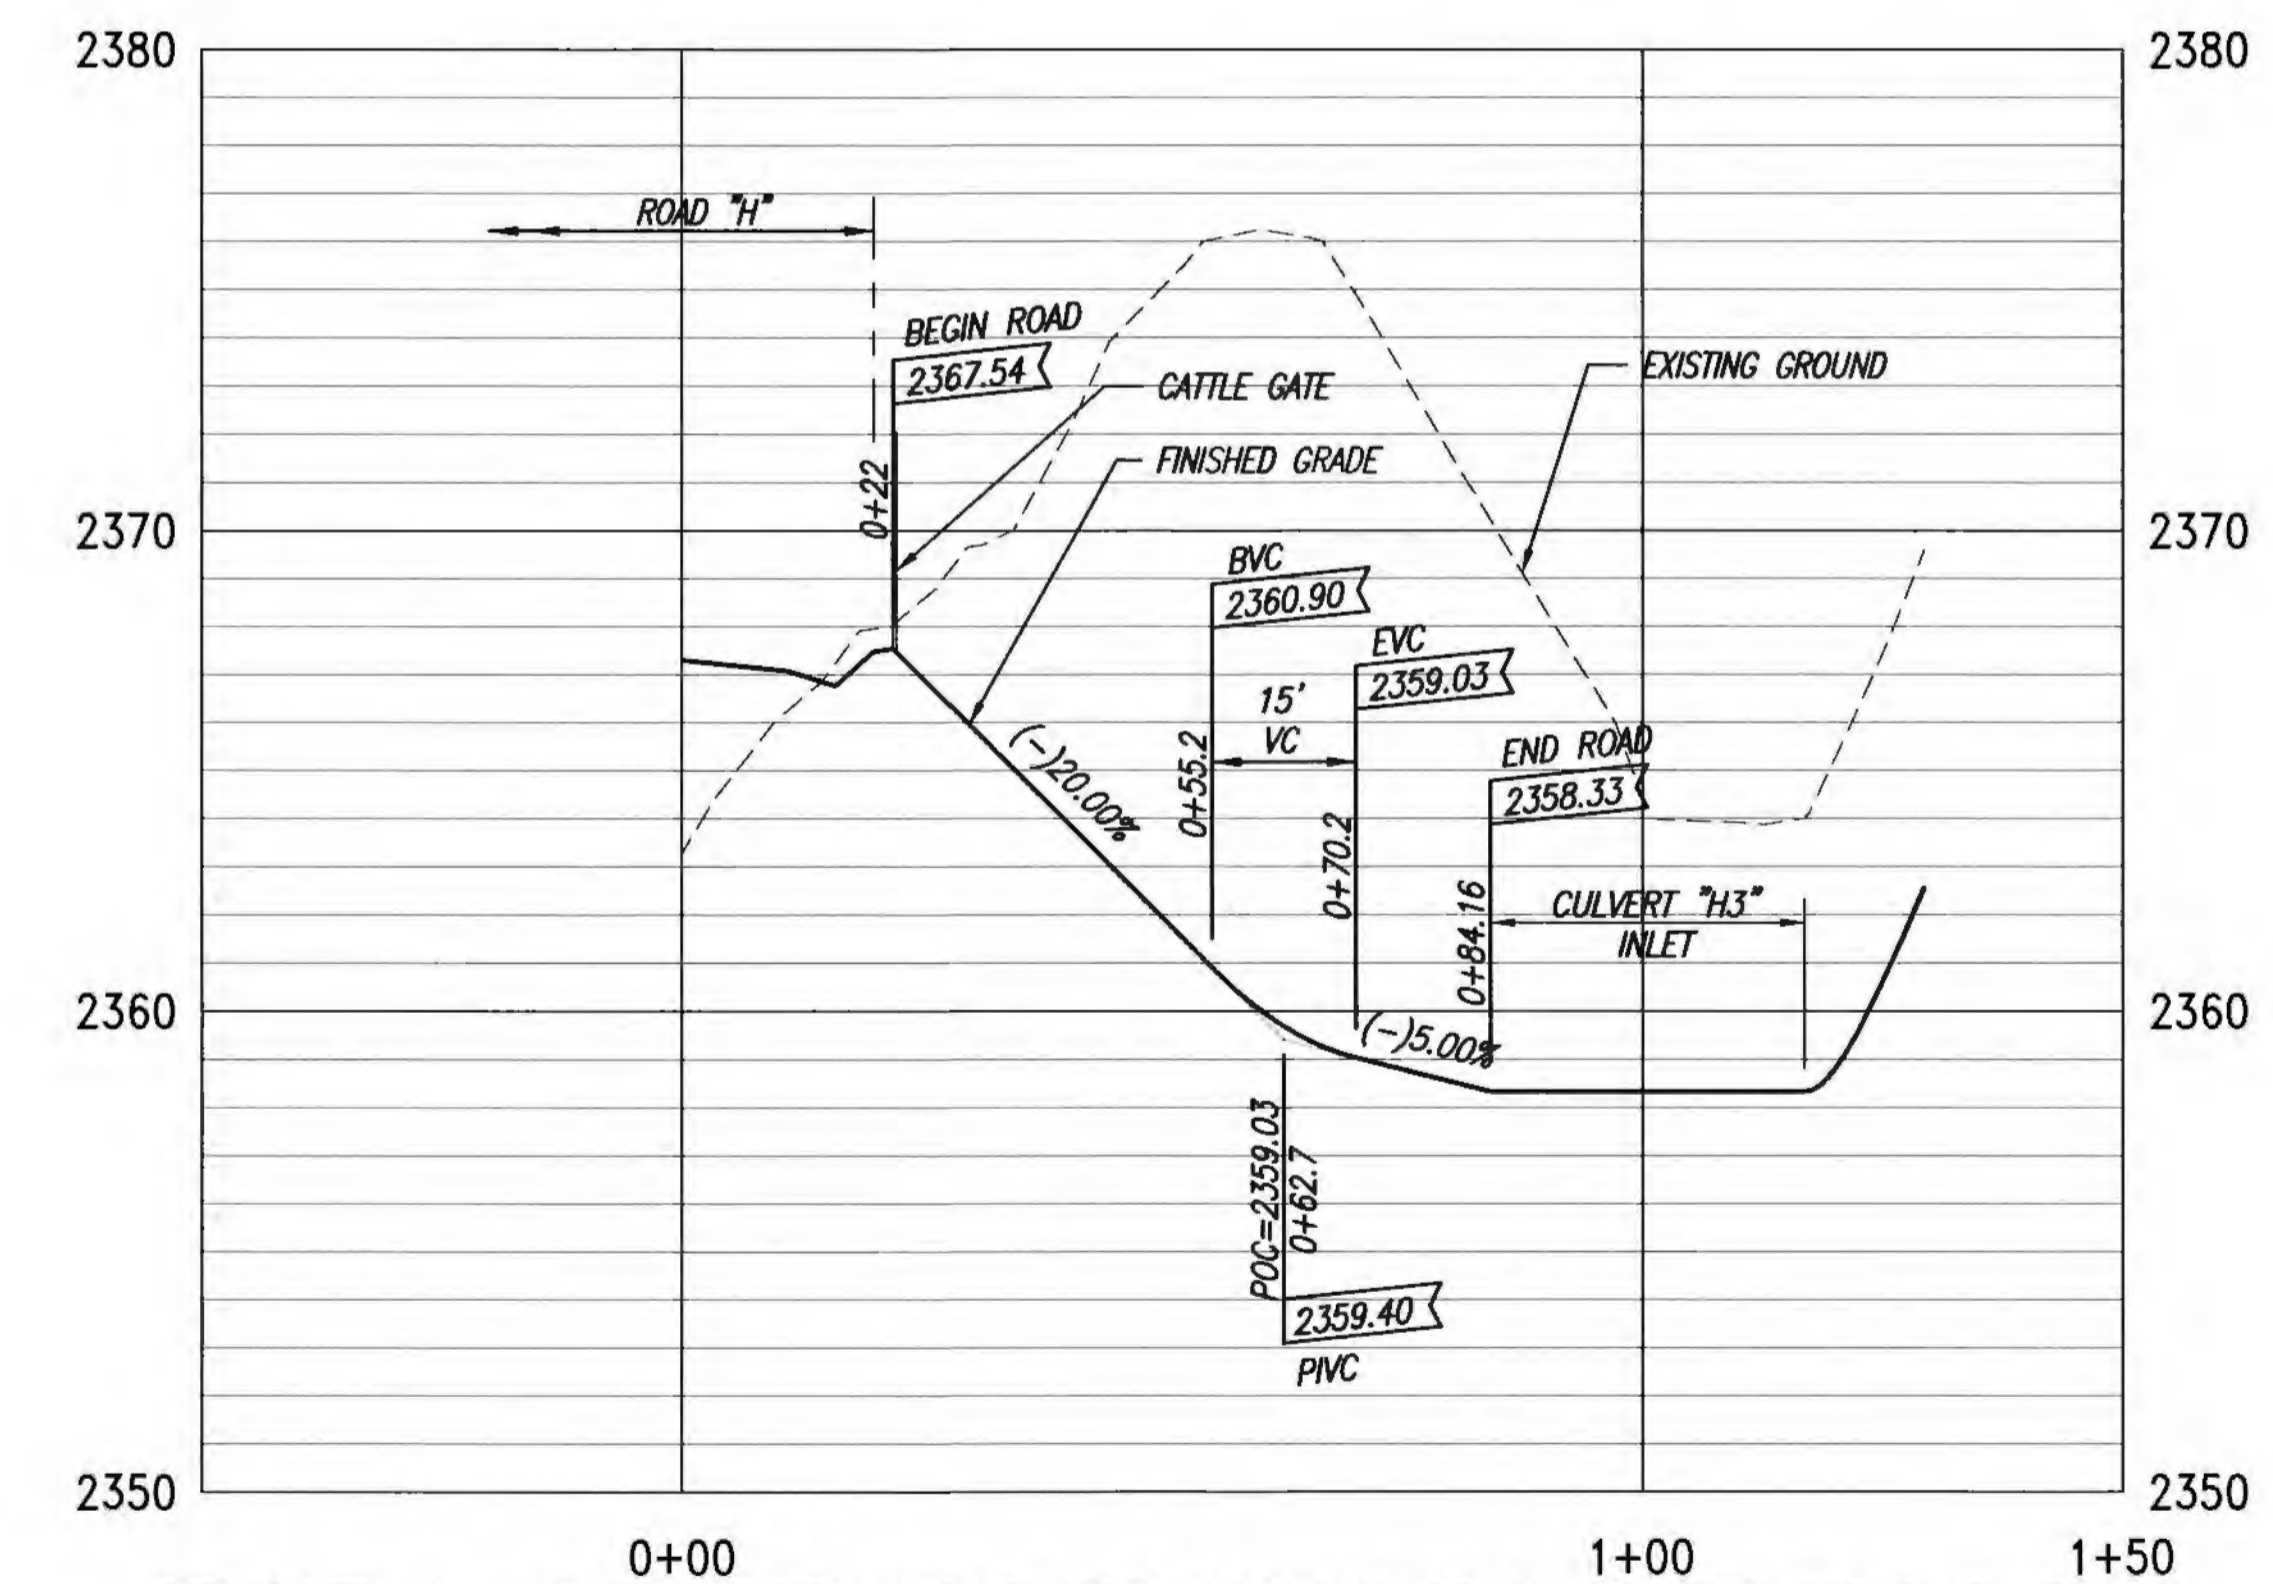 2380
2380
ROAD "H"
BEGIN ROAD
2367.54
CATTLE GATE
EXISTING GROUND
FINISHED GRADE
0+22
2370
2370
BVC
2360.90
EVC
2359.03
15'
VC
0+55.2
(-)20.00%
END ROAD
2358.33
0+70.2
0+84.16
CULVERT "H3"
INLET
2360
2360
(-)5.00%
POC=2359.03
0+62.7
2359.40
PIVC
2350
2350
0+00
1+00
1+50